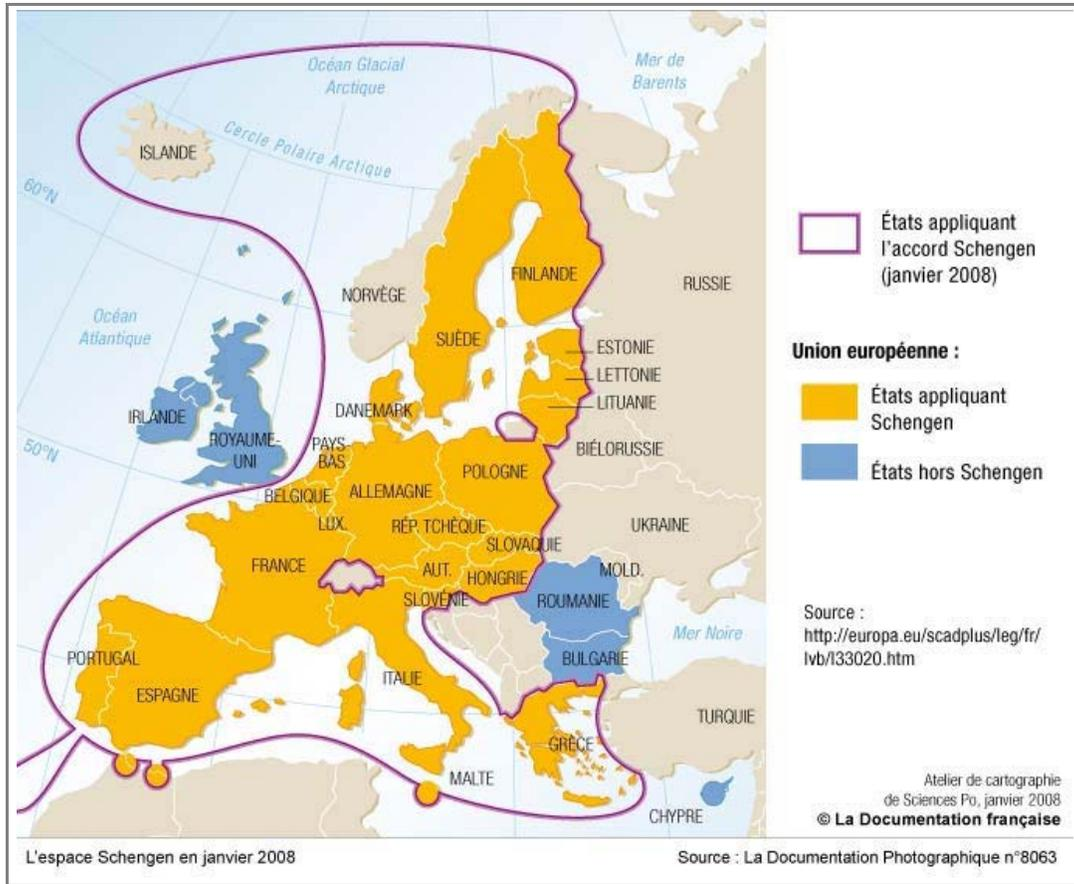 Océan Glacial
Arctique
Mer de
Barents
Cercle Polaire Arctique
ISLANDE
60°N
NORVÈGE
FINLANDE
RUSSIE
SUÈDE
Océan
Atlantique
ESTONIE
LETTONIE
LITUANIE
DANEMARK
IRLANDE
ROYAUME-
UNI
50°N
PAYS
BAS
BIÉLORUSSIE
POLOGNE
BELGIQUE
ALLEMAGNE
LUX.
RÉP. TCHÈQUE
UKRAINE
SLOVAQUIE
FRANCE
AUT.
HONGRIE
MOLD.
SLOVÉNIE
ROUMANIE
Mer Noire
BULGARIE
PORTUGAL
ESPAGNE
ITALIE
TURQUIE
GRÈCE
MALTE
CHYPRE
États appliquant
l'accord Schengen
(janvier 2008)
Union européenne :
États appliquant
Schengen
États hors Schengen
Source :
http://europa.eu/scadplus/leg/fr/
lvb/l33020.htm
Atelier de cartographie
de Sciences Po, janvier 2008
© La Documentation française
L'espace Schengen en janvier 2008
Source : La Documentation Photographique n°8063